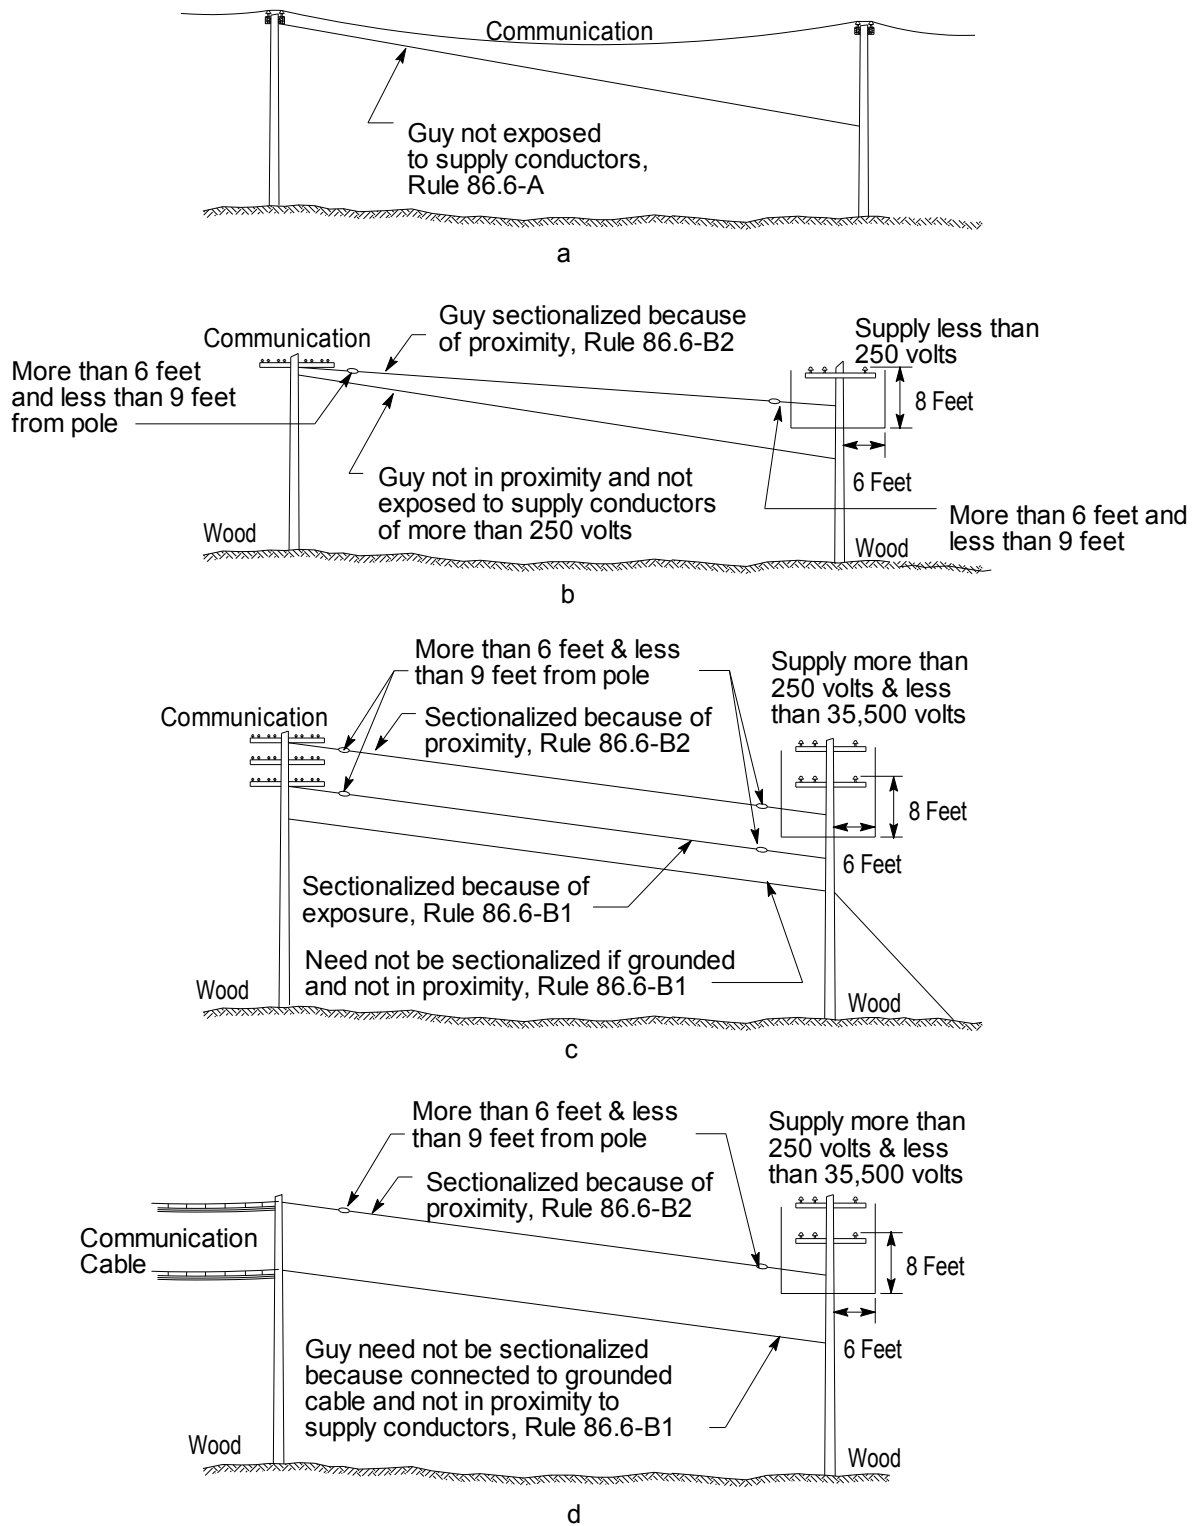 Communication
Guy not exposed
to supply conductors,
Rule 86.6-A
a
Guy sectionalized because
of proximity, Rule 86.6-B2
Supply less than
250 volts
Communication
More than 6 feet
and less than 9 feet
from pole
8 Feet
6 Feet
Guy not in proximity and not
exposed to supply conductors
of more than 250 volts
More than 6 feet and
less than 9 feet
Wood
Wood
b
More than 6 feet & less
than 9 feet from pole
Supply more than
250 volts & less
than 35,500 volts
Communication
Sectionalized because of
proximity, Rule 86.6-B2
8 Feet
6 Feet
Sectionalized because of
exposure, Rule 86.6-B1
Need not be sectionalized if grounded
and not in proximity, Rule 86.6-B1
Wood
Wood
c
More than 6 feet & less
than 9 feet from pole
Supply more than
250 volts & less
than 35,500 volts
Sectionalized because of
proximity, Rule 86.6-B2
Communication
Cable
8 Feet
6 Feet
Guy need not be sectionalized
because connected to grounded
cable and not in proximity to
supply conductors, Rule 86.6-B1
Wood
Wood
d